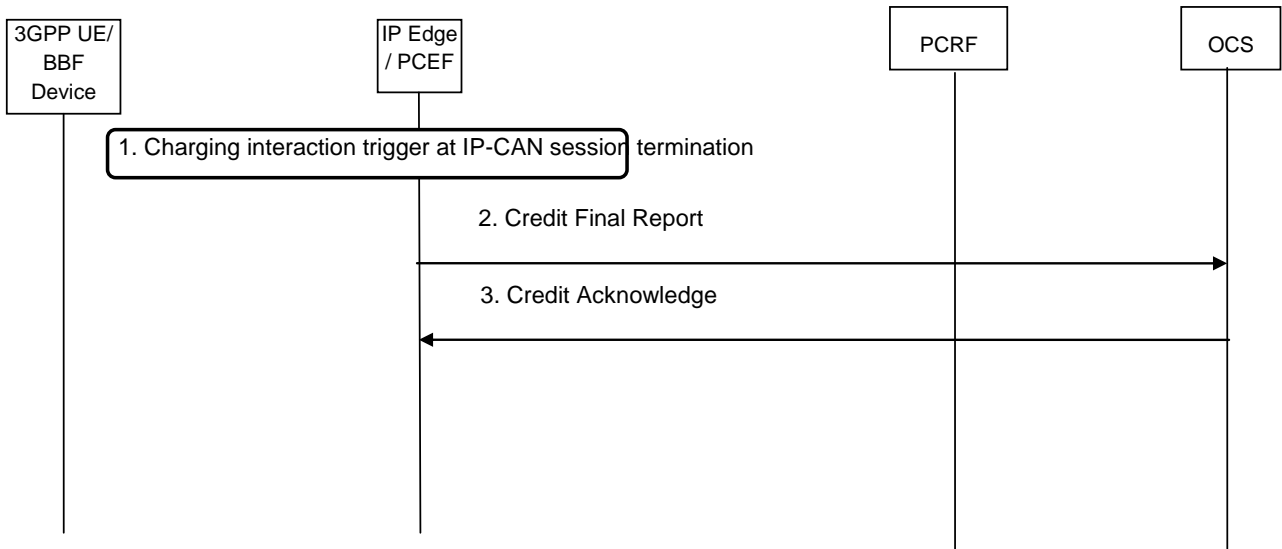 3GPP UE/
BBF
Device
IP Edge
/ PCEF
PCRF
OCS
1. Charging interaction trigger at IP-CAN session termination
2. Credit Final Report
3. Credit Acknowledge